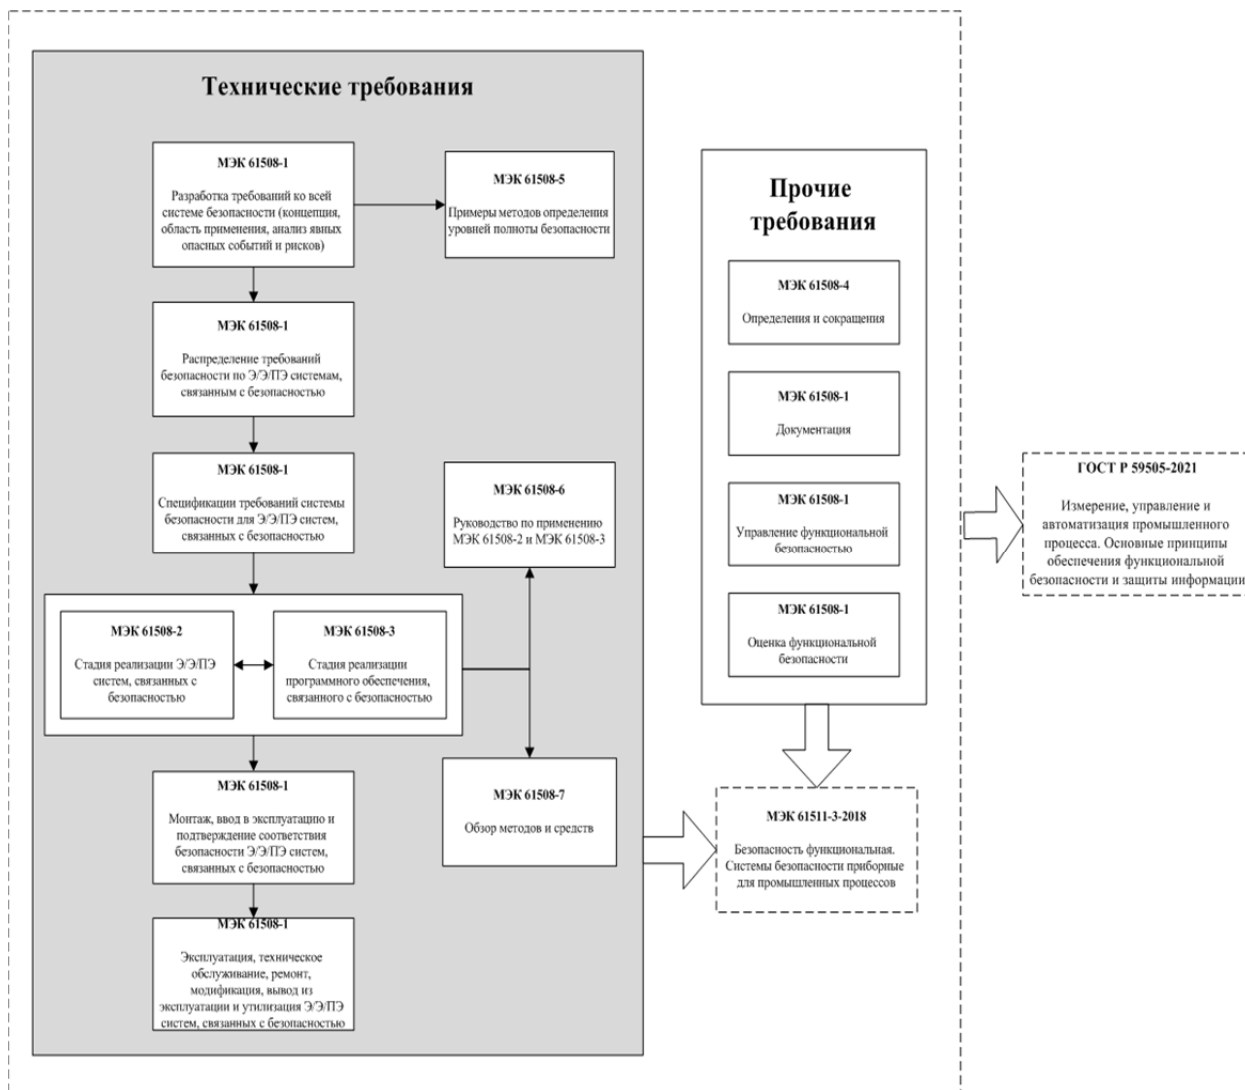 Технические требования
МЭК 61508-1
Разработка требований ко всей
системе безопасности (концепция,
область применения, анализ явных
опасных событий и рисков)
МЭК 61508-5
Примеры методов определения
уровней полноты безопасности
МЭК 61508-1
Распределение требований
безопасности по Э/Э/ПЭ системам,
связанным с безопасностью
МЭК 61508-1
Спецификации требований системы
безопасности для Э/Э/ПЭ систем,
связанных с безопасностью
МЭК 61508-6
Руководство по применению
МЭК 61508-2 и МЭК 61508-3
МЭК 61508-2
Стадия реализации Э/Э/ПЭ
систем, связанных с
безопасностью
МЭК 61508-3
Стадия реализации
программного обеспечения,
связанного с безопасностью
МЭК 61508-1
Монтаж, ввод в эксплуатацию и
подтверждение соответствия
безопасности Э/Э/ПЭ систем,
связанных с безопасностью
МЭК 61508-7
Обзор методов и средств
МЭК 61508-1
Эксплуатация, техническое
обслуживание, ремонт,
модификация, вывод из
эксплуатации и утилизация Э/Э/ПЭ
систем, связанных с безопасностью
Прочие
требования
МЭК 61508-4
Определения и сокращения
МЭК 61508-1
Документация
МЭК 61508-1
Управление функциональной
безопасностью
МЭК 61508-1
Оценка функциональной
безопасности
МЭК 61511-3-2018
Безопасность функциональная.
Системы безопасности приборные
для промышленных процессов
ГОСТ Р 59505-2021
Измерение, управление и
автоматизация промышленного
процесса. Основные принципы
обеспечения функциональной
безопасности и защиты информации